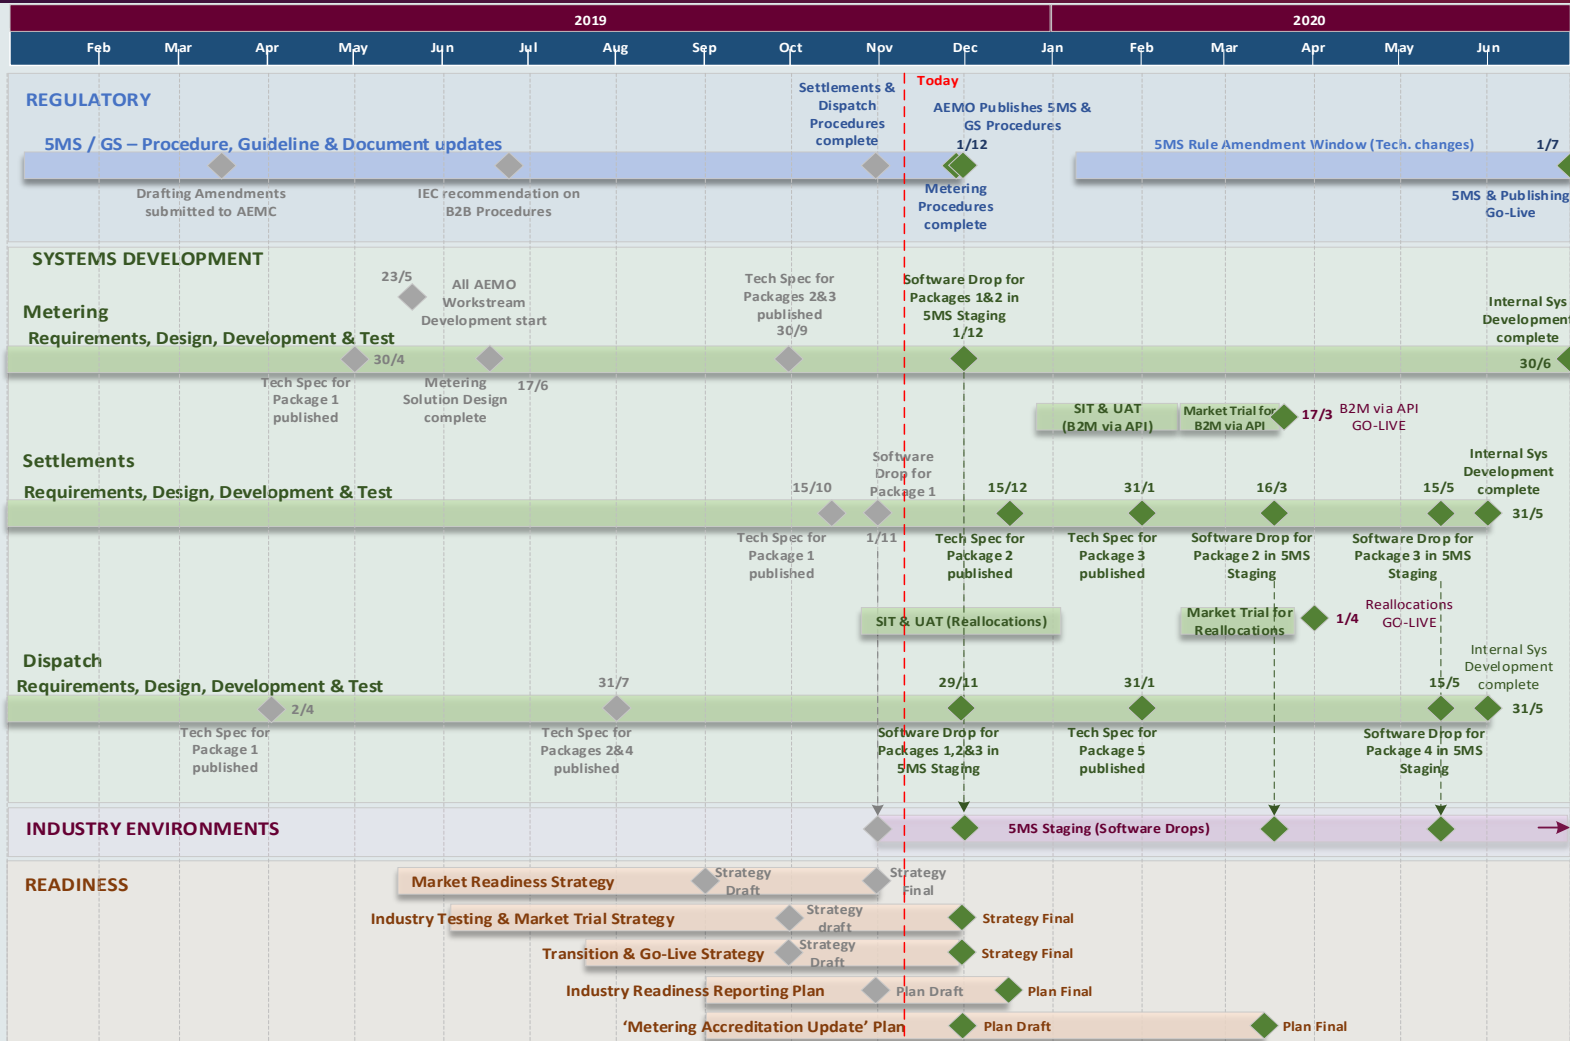 2019
2020
Feb Mar Apr May Jun Jul Aug Sep Oct Nov Dec Jan Feb Mar Apr May Jun
Today
REGULATORY
5MS / GS – Procedure, Guideline & Document updates
Settlements &
Dispatch
Procedures
complete
AEMO Publishes 5MS &
GS Procedures
1/12
5MS Rule Amendment Window (Tech. changes)
1/7
Drafting Amendments
submitted to AEMC
IEC recommendation on
B2B Procedures
Metering
Procedures
complete
5MS & Publishing
Go-Live
SYSTEMS DEVELOPMENT
23/5
All AEMO
Workstream
Development start
Tech Spec for
Packages 2&3
published
30/9
Software Drop for
Packages 1&2 in
5MS Staging
1/12
Internal Sys
Development
complete
30/6
Metering
Requirements, Design, Development & Test
30/4
Tech Spec for
Package 1
published
Metering
Solution Design
complete
17/6
SIT & UAT
(B2M via API)
Market Trial for
B2M via API
17/3
B2M via API
GO-LIVE
Settlements
Requirements, Design, Development & Test
15/10
Software
Drop for
Package 1
15/12
31/1
16/3
15/5
Internal Sys
Development
complete
31/5
Tech Spec for
Package 1
published
1/11
Tech Spec for
Package 2
published
Tech Spec for
Package 3
published
Software Drop for
Package 2 in 5MS
Staging
Software Drop for
Package 3 in 5MS
Staging
SIT & UAT (Reallocations)
Market Trial for
Reallocations
1/4
Reallocations
GO-LIVE
Dispatch
Requirements, Design, Development & Test
2/4
31/7
29/11
31/1
15/5
Internal Sys
Development
complete
31/5
Tech Spec for
Package 1
published
Tech Spec for
Packages 2&4
published
Software Drop for
Packages 1,2&3 in
5MS Staging
Tech Spec for
Package 5
published
Software Drop for
Package 4 in 5MS
Staging
INDUSTRY ENVIRONMENTS
5MS Staging (Software Drops)
READINESS
Market Readiness Strategy
Strategy
Draft
Strategy
Final
Industry Testing & Market Trial Strategy
Strategy
draft
Strategy Final
Transition & Go-Live Strategy
Strategy
Draft
Strategy Final
Industry Readiness Reporting Plan
Plan Draft
Plan Final
‘Metering Accreditation Update’ Plan
Plan Draft
Plan Final